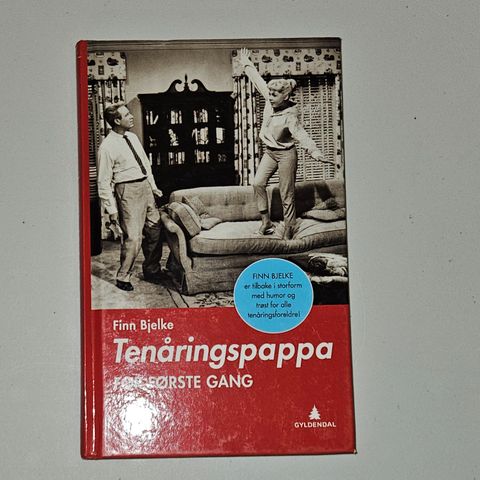 FINN BJELKE
er tilbake i storform
med humor og
trøst for alle
tenåringsforeldre!
Finn Bjelke
Tenåringspappa
FOR FØRSTE GANG
GYLDENDAL